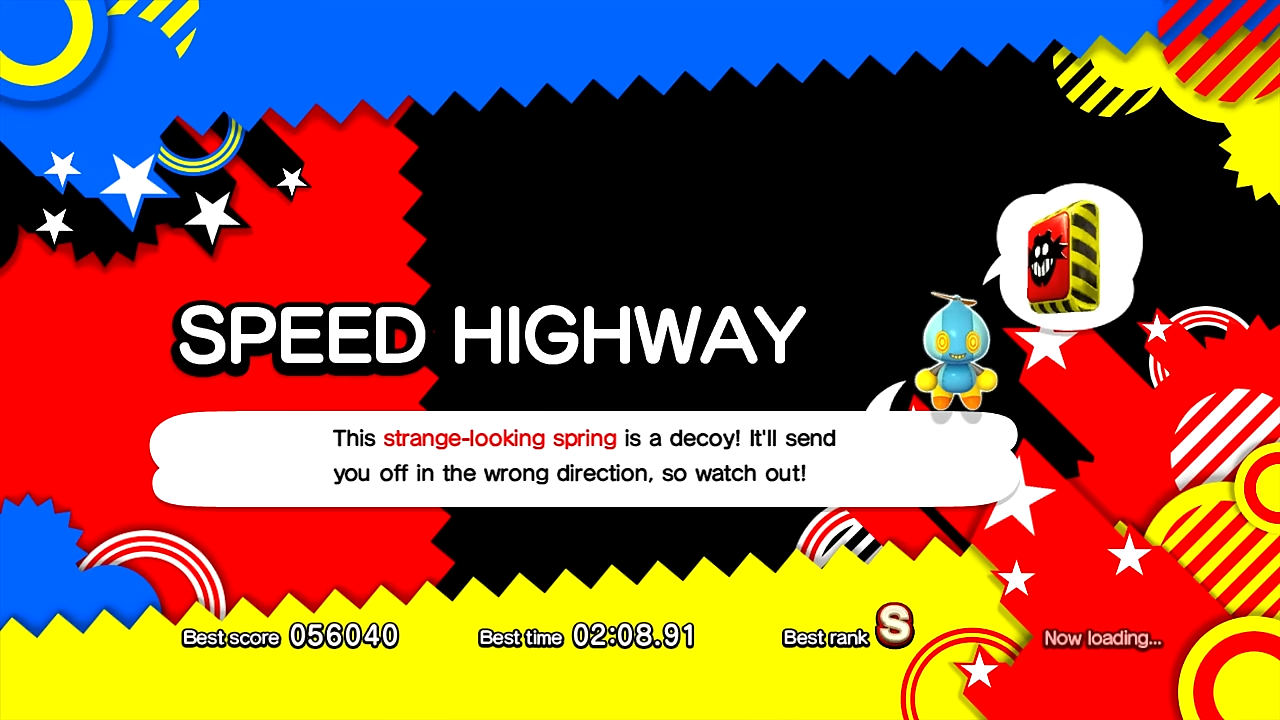 SPEED HIGHWAY
This strange-looking spring is a decoy! It'll send
you off in the wrong direction, so watch out!
Best score 056040 Best time 02:08.91 Best rank S Now loading...